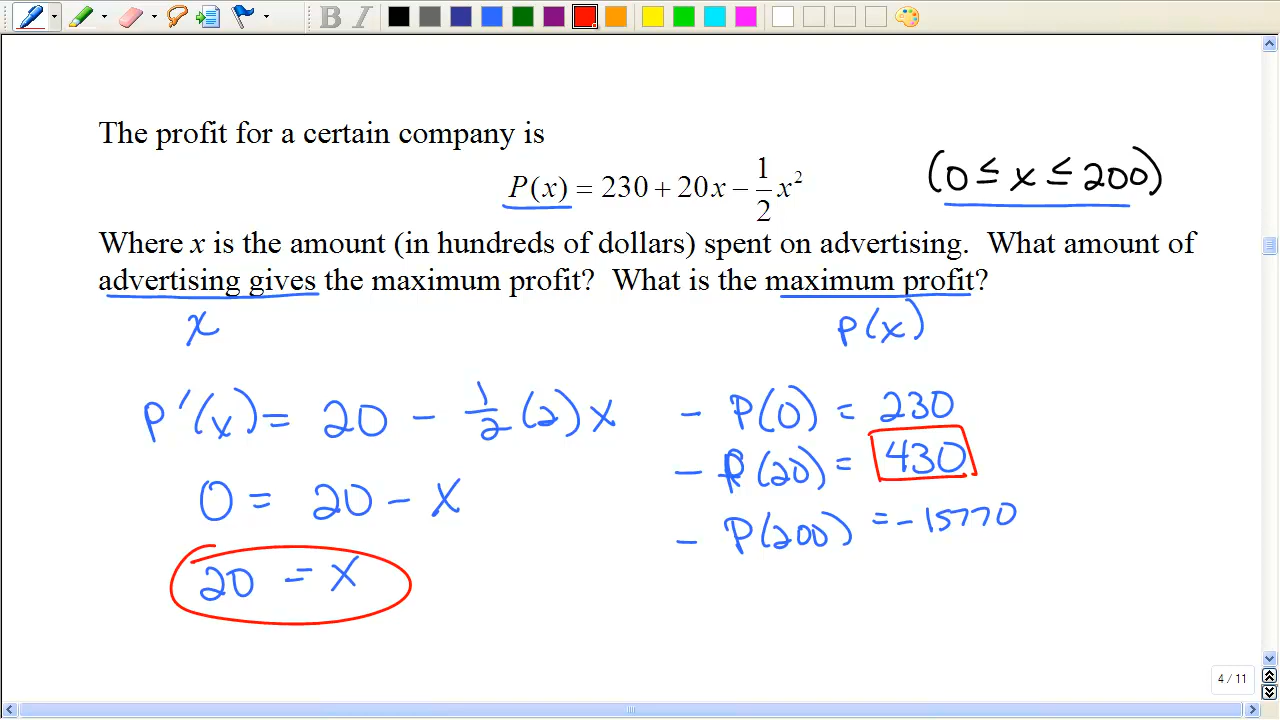 B I
The profit for a certain company is
P(x) = 230 + 20x − 1/2 x²
(0 ≤ x ≤ 200)
Where x is the amount (in hundreds of dollars) spent on advertising. What amount of
advertising gives the maximum profit? What is the maximum profit?
x
P(x)
P'(x) = 20 − 1/2 (2) x
0 = 20 − x
20 = x
− P(0) = 230
− P(20) = 430
− P(200) = −15770
4 / 11